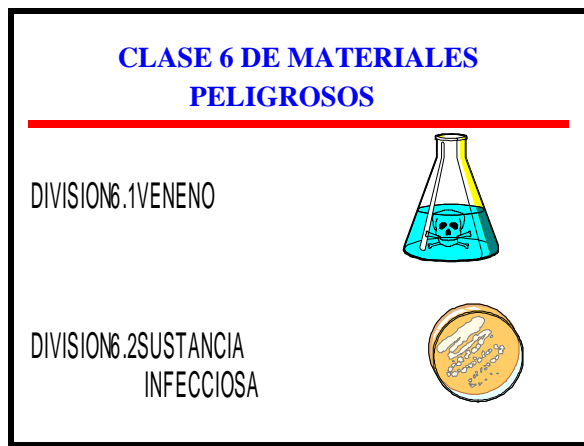 CLASE 6 DE MATERIALES
PELIGROSOS
DIVISION6.1VENENO
DIVISION6.2SUSTANCIA
INFECCIOSA